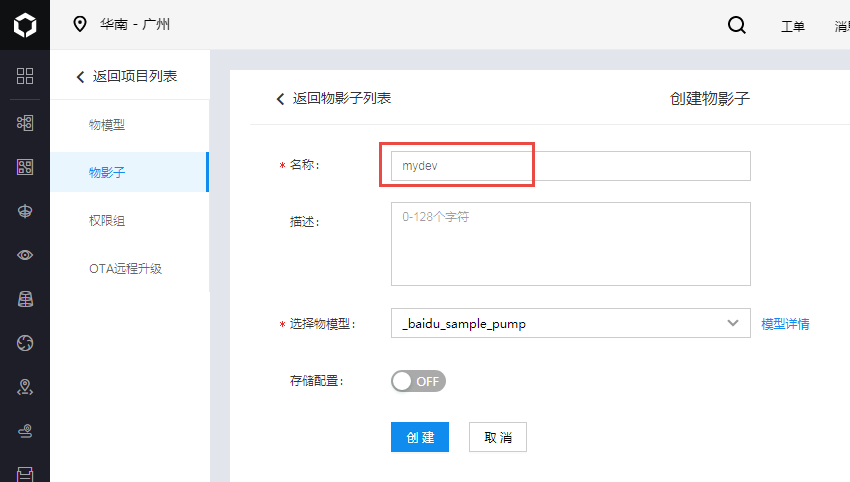 华南 - 广州
工单
返回项目列表
物模型
物影子
权限组
OTA远程升级
返回物影子列表
创建物影子
* 名称：
mydev
描述：
0-128个字符
* 选择物模型：
_baidu_sample_pump
模型详情
存储配置：
OFF
创 建
取 消